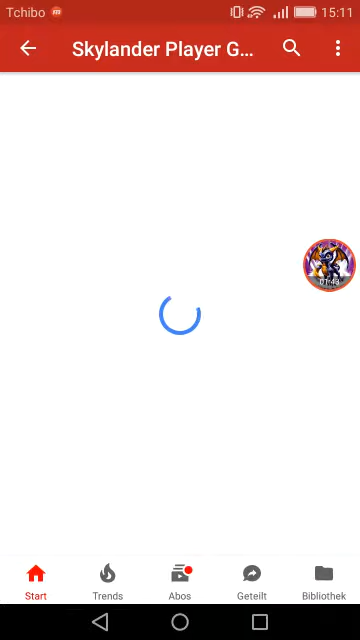 Tchibo 15:11
Skylander Player G...
01:43
Start Trends Abos Geteilt Bibliothek